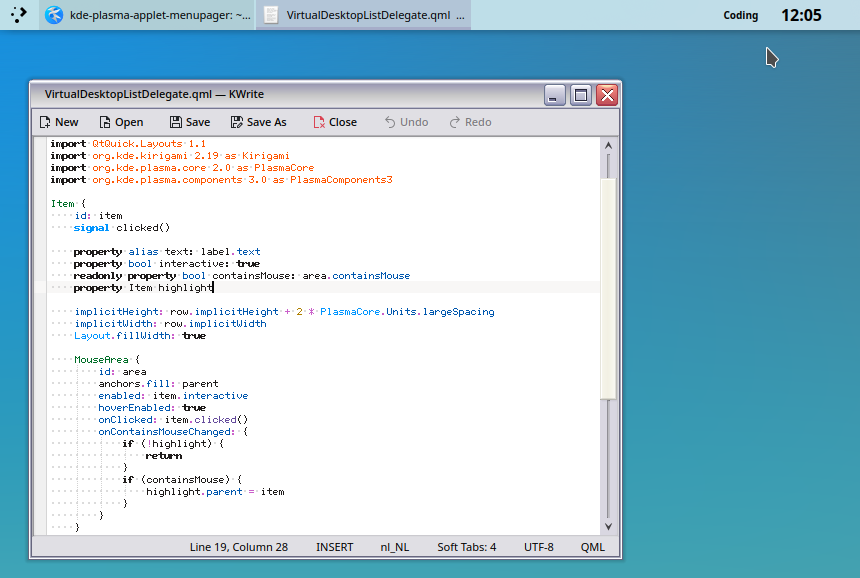 kde-plasma-applet-menupager: ~...
VirtualDesktopListDelegate.qml ...
Coding
12:05
VirtualDesktopListDelegate.qml — KWrite
New
Open
Save
Save As
Close
Undo
Redo
import QtQuick.Layouts 1.1
import org.kde.kirigami 2.19 as Kirigami
import org.kde.plasma.core 2.0 as PlasmaCore
import org.kde.plasma.components 3.0 as PlasmaComponents3
Item {
id: item
signal clicked()
property alias text: label.text
property bool interactive: true
readonly property bool containsMouse: area.containsMouse
property Item highlight
implicitHeight: row.implicitHeight + 2 * PlasmaCore.Units.largeSpacing
implicitWidth: row.implicitWidth
Layout.fillWidth: true
MouseArea {
id: area
anchors.fill: parent
enabled: item.interactive
hoverEnabled: true
onClicked: item.clicked()
onContainsMouseChanged: {
if (!highlight) {
return
}
if (containsMouse) {
highlight.parent = item
}
}
}
Line 19, Column 28
INSERT
nl_NL
Soft Tabs: 4
UTF-8
QML